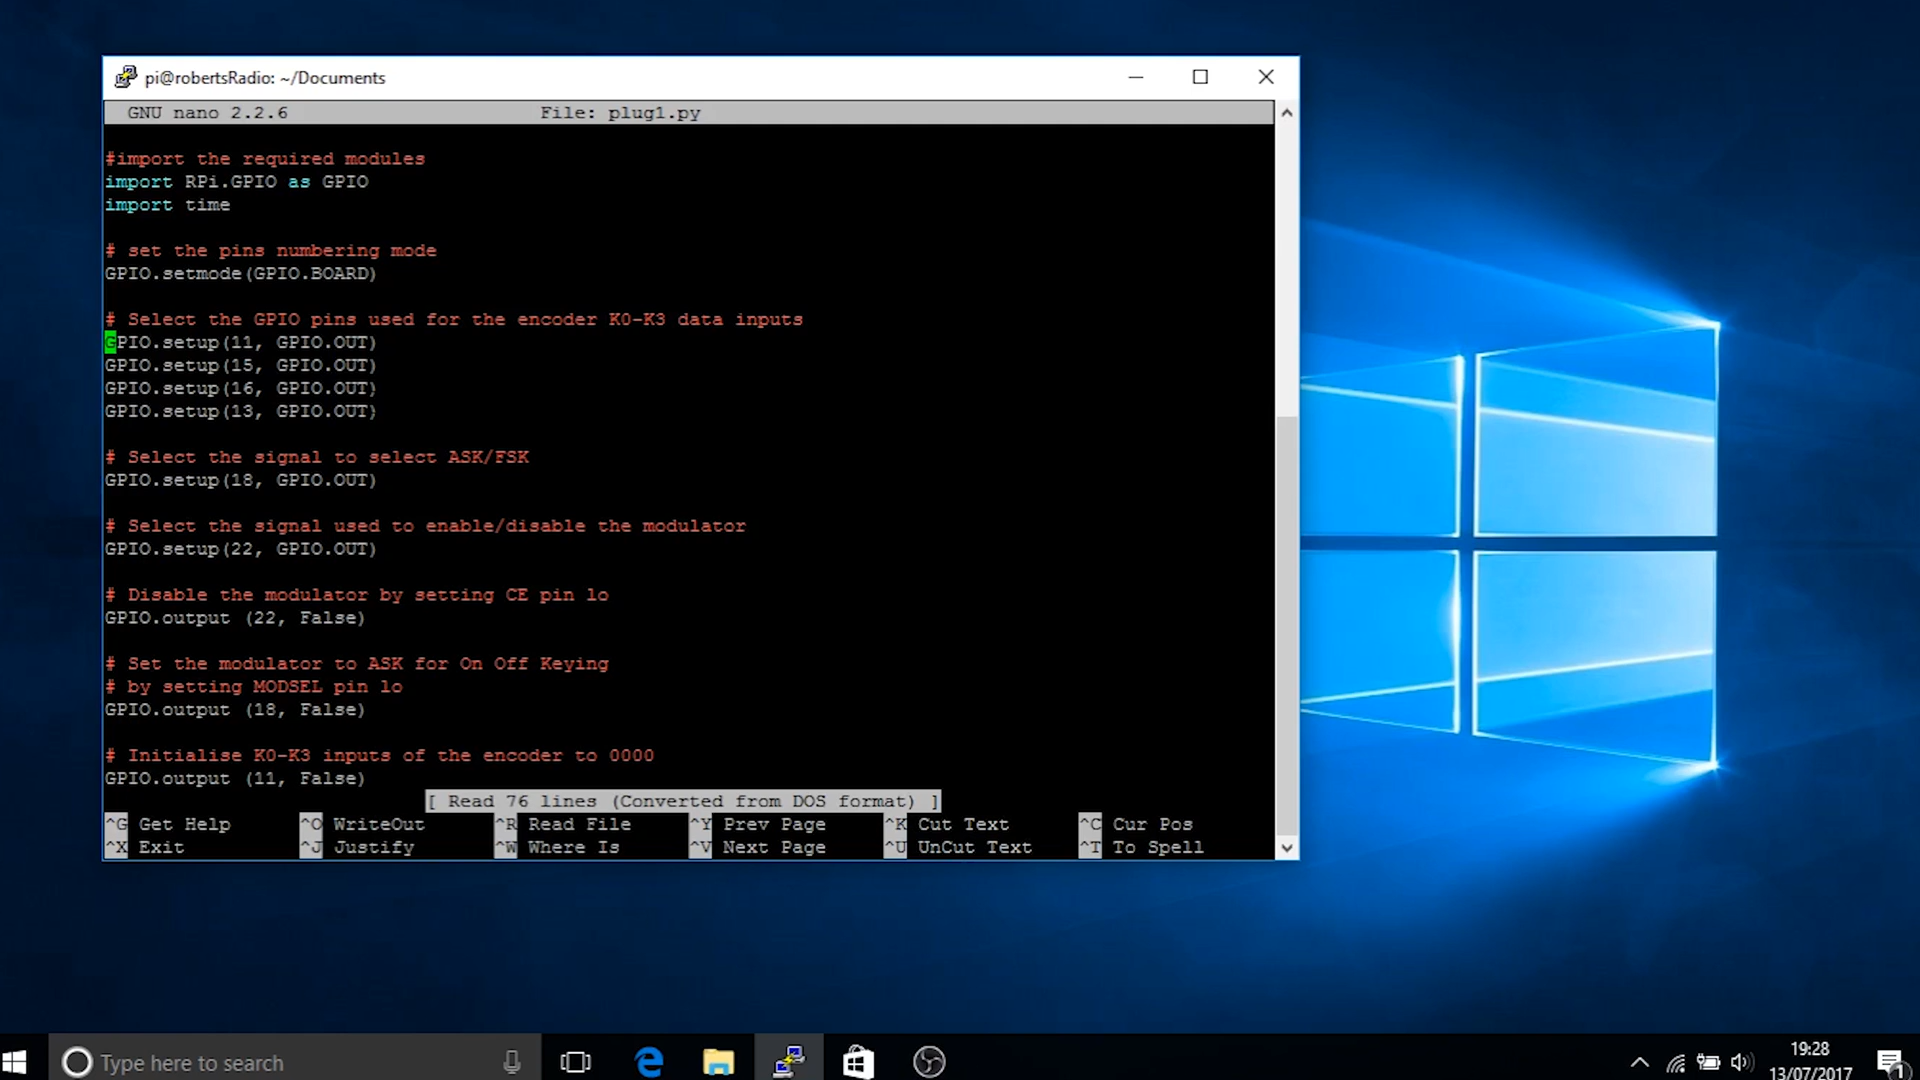 pi@robertsRadio: ~/Documents
GNU nano 2.2.6 File: plug1.py
#import the required modules
import RPi.GPIO as GPIO
import time
# set the pins numbering mode
GPIO.setmode(GPIO.BOARD)
# Select the GPIO pins used for the encoder K0-K3 data inputs
GPIO.setup(11, GPIO.OUT)
GPIO.setup(15, GPIO.OUT)
GPIO.setup(16, GPIO.OUT)
GPIO.setup(13, GPIO.OUT)
# Select the signal to select ASK/FSK
GPIO.setup(18, GPIO.OUT)
# Select the signal used to enable/disable the modulator
GPIO.setup(22, GPIO.OUT)
# Disable the modulator by setting CE pin lo
GPIO.output (22, False)
# Set the modulator to ASK for On Off Keying
# by setting MODSEL pin lo
GPIO.output (18, False)
# Initialise K0-K3 inputs of the encoder to 0000
GPIO.output (11, False)
[ Read 76 lines (Converted from DOS format) ]
^G Get Help ^O WriteOut ^R Read File ^Y Prev Page ^K Cut Text ^C Cur Pos
^X Exit ^J Justify ^W Where Is ^V Next Page ^U UnCut Text ^T To Spell
Type here to search
19:28
13/07/2017
1